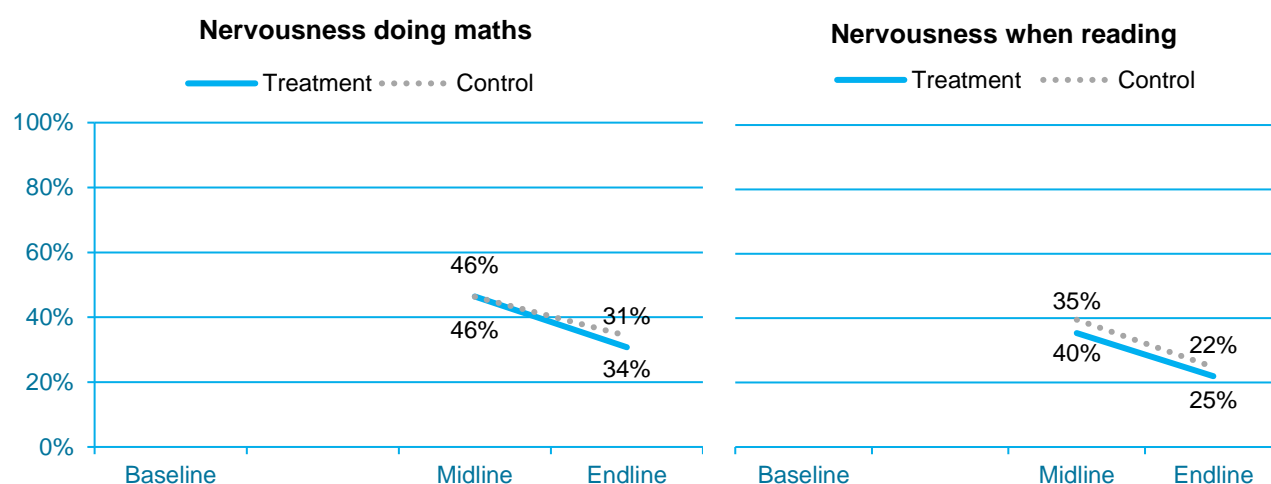 Nervousness doing maths
Treatment Control
100%
80%
60%
40%
20%
0%
46%
46%
31%
34%
Baseline Midline Endline
Nervousness when reading
Treatment Control
35%
40%
22%
25%
Baseline Midline Endline